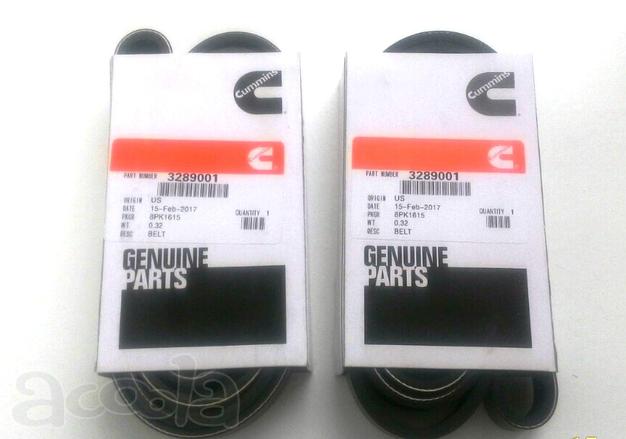 Cummins
PART NUMBER 3289001
ORIGIN US
DATE 15-Feb-2017
PKGR 8PK1615
QUANTITY 1
WT 0.32
DESC BELT
GENUINE
PARTS
Cummins
PART NUMBER 3289001
ORIGIN US
DATE 15-Feb-2017
PKGR 8PK1615
QUANTITY 1
WT 0.32
DESC BELT
GENUINE
PARTS
acoola